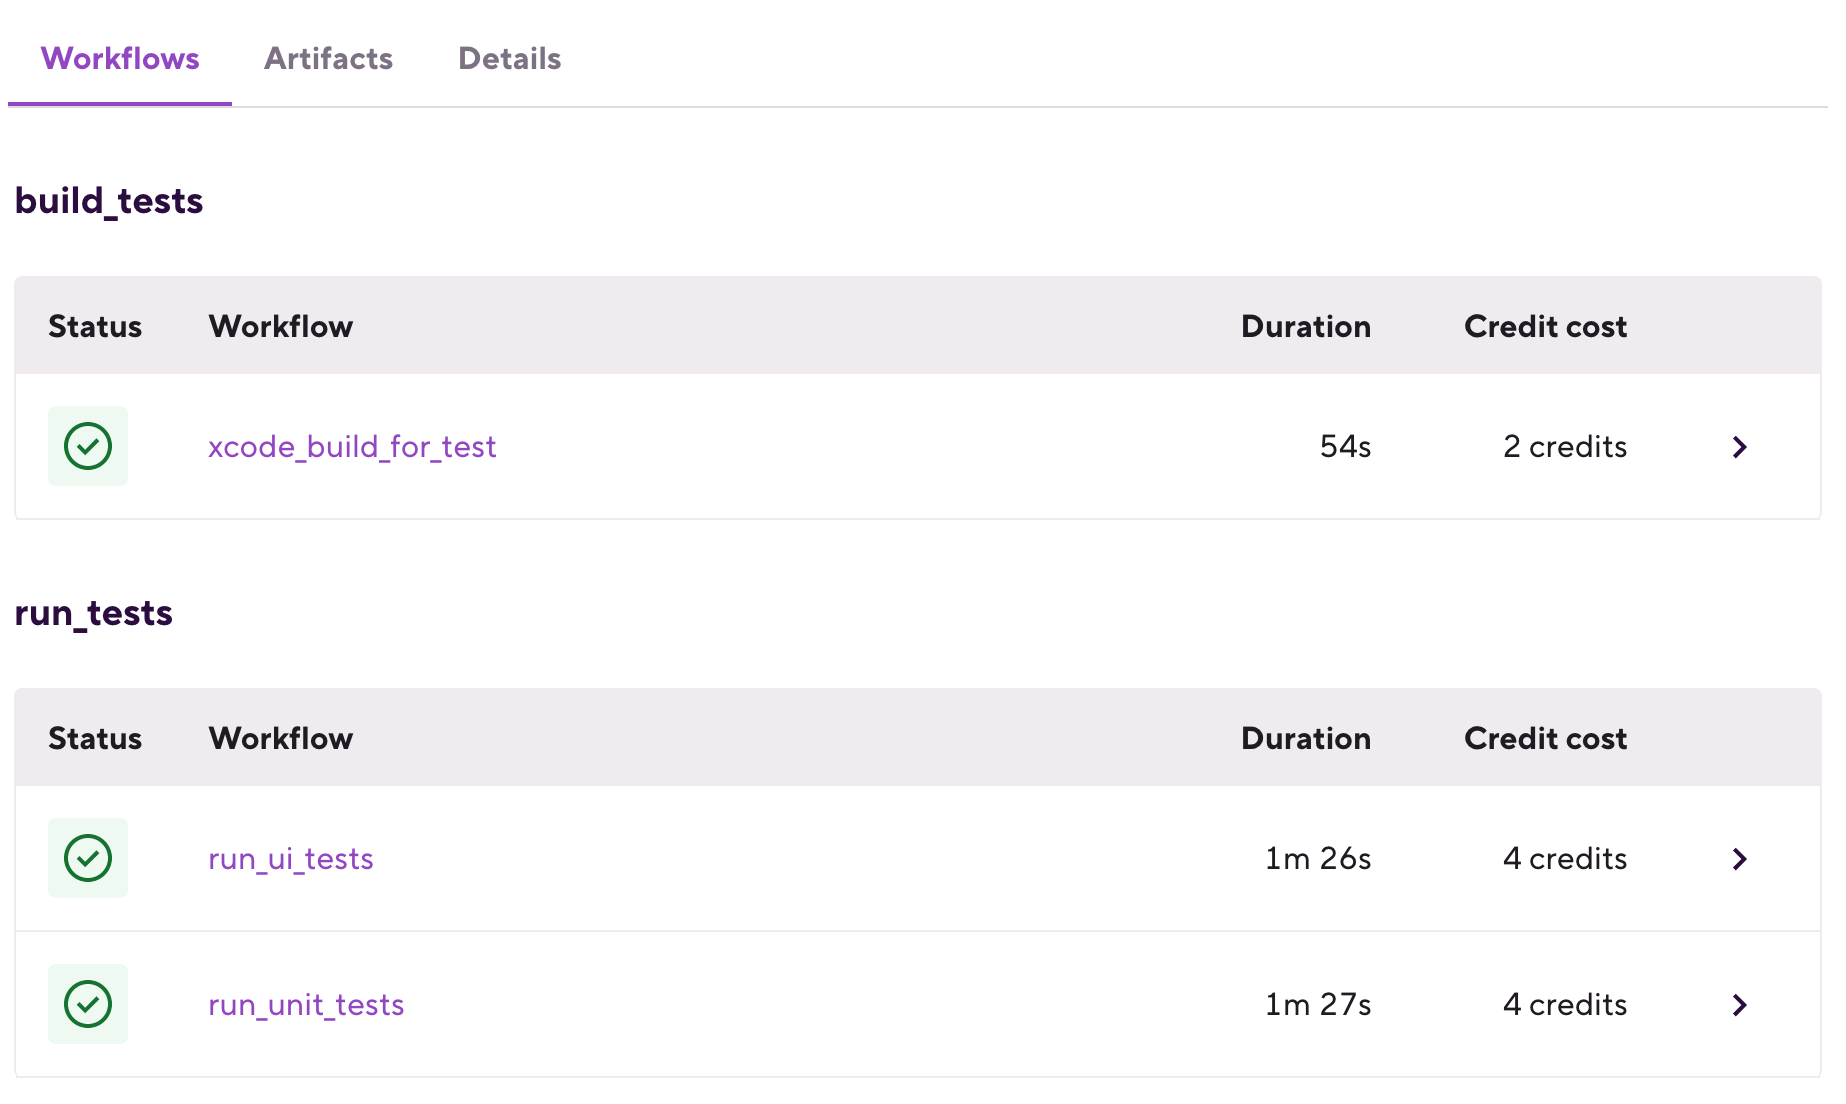 Workflows Artifacts Details
build_tests
Status Workflow Duration Credit cost
xcode_build_for_test 54s 2 credits
run_tests
Status Workflow Duration Credit cost
run_ui_tests 1m 26s 4 credits
run_unit_tests 1m 27s 4 credits